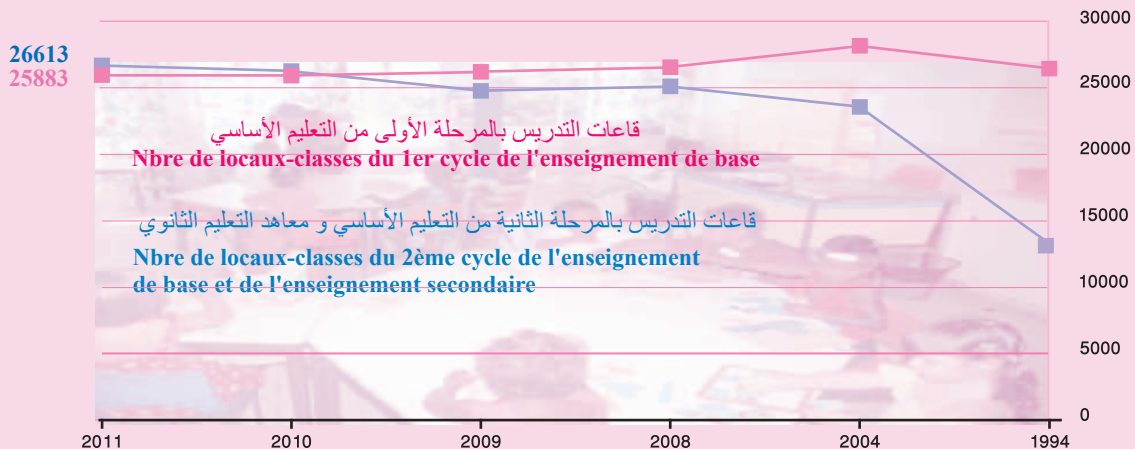 30000
26613
25883
25000
قاعات التدريس بالمرحلة الأولى من التعليم الأساسي
20000
Nbre de locaux-classes du 1er cycle de l'enseignement de base
قاعات التدريس بالمرحلة الثانية من التعليم الأساسي و معاهد التعليم الثانوي
15000
Nbre de locaux-classes du 2ème cycle de l'enseignement
de base et de l'enseignement secondaire
10000
5000
0
2011 2010 2009 2008 2004 1994